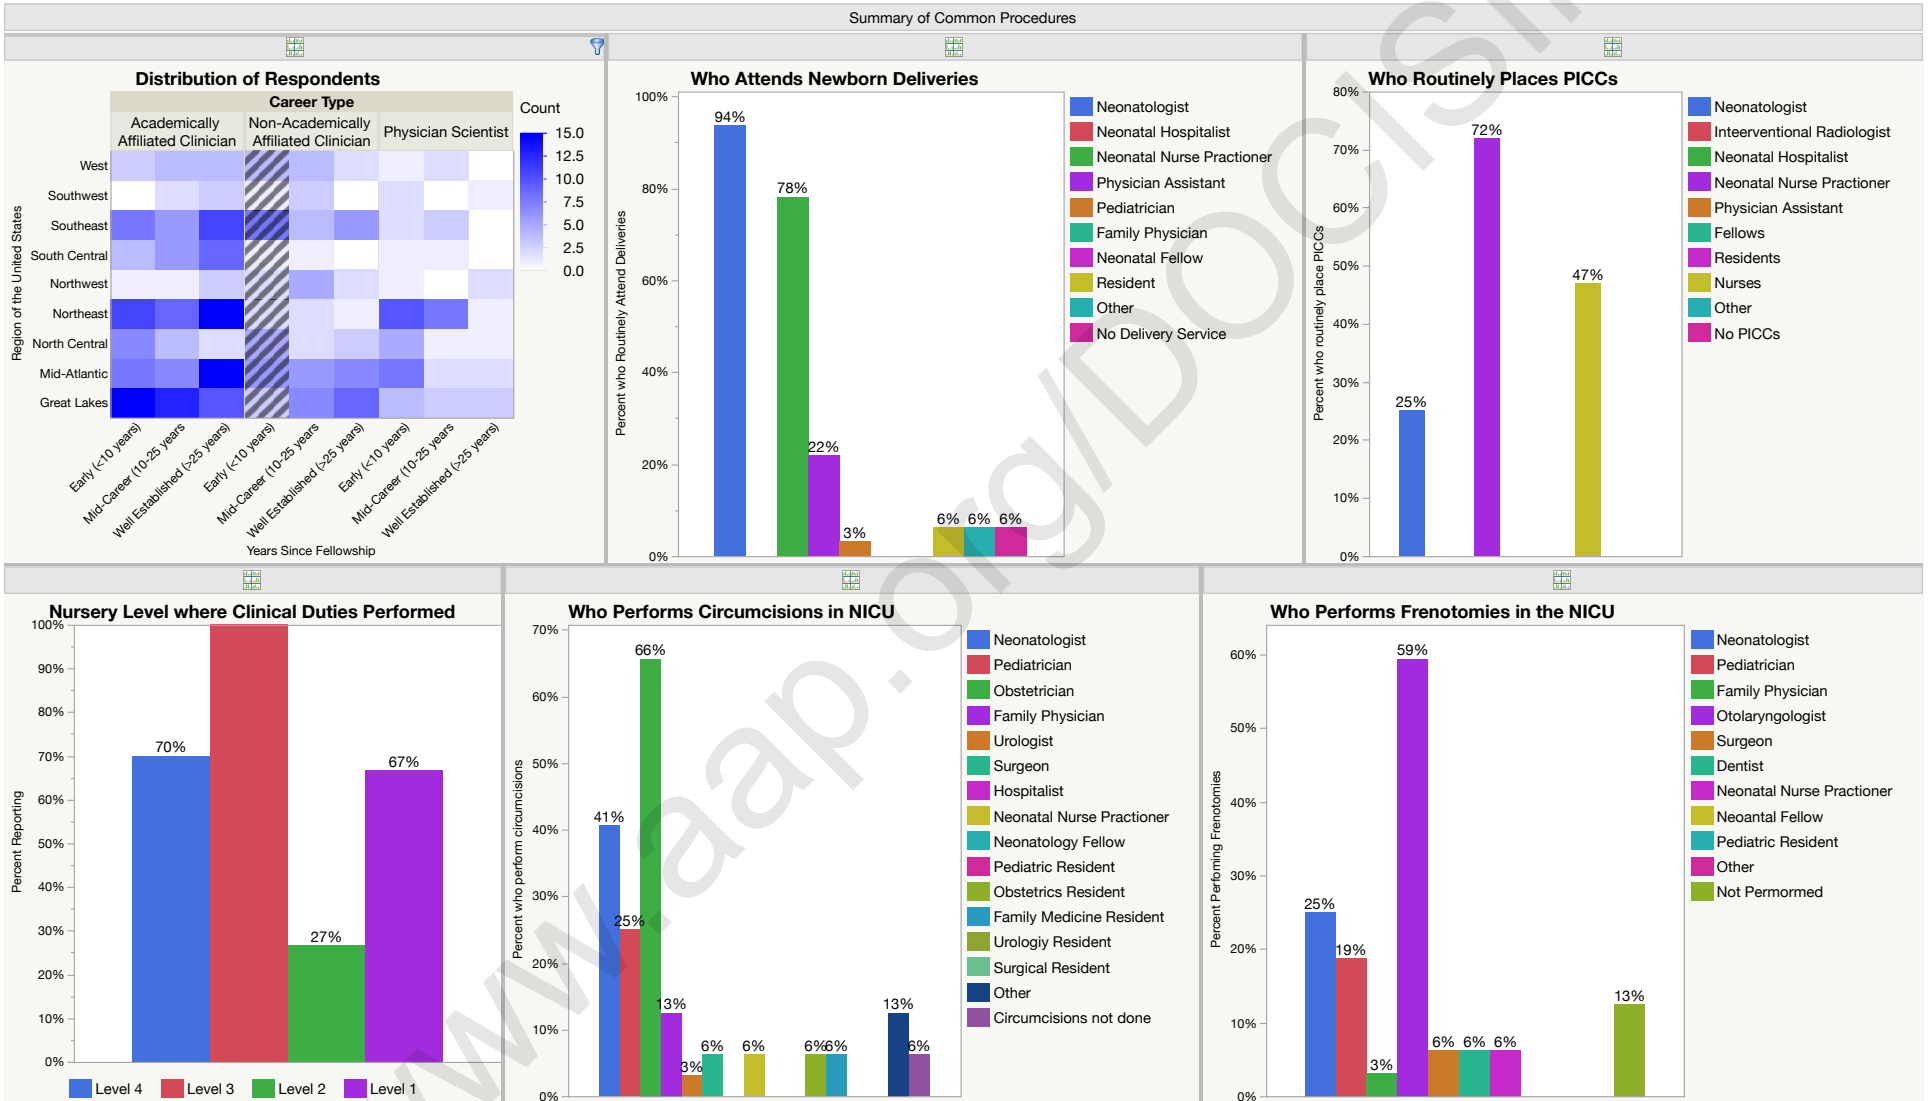 Summary of Common Procedures
Distribution of Respondents
Career Type
Academically
Affiliated Clinician
Non-Academically
Affiliated Clinician
Physician Scientist
Count
15.0
12.5
10.0
7.5
5.0
2.5
0.0
Region of the United States
West
Southwest
Southeast
South Central
Northwest
Northeast
North Central
Mid-Atlantic
Great Lakes
Early (<10 years)
Mid-Career (10-25 years
Well Established (>25 years)
Early (<10 years)
Mid-Career (10-25 years
Well Established (>25 years)
Early (<10 years)
Mid-Career (10-25 years
Well Established (>25 years)
Years Since Fellowship
Who Attends Newborn Deliveries
Percent who Routinely Attend Deliveries
100%
80%
60%
40%
20%
0%
94%
78%
22%
3%
6%
6%
6%
Neonatologist
Neonatal Hospitalist
Neonatal Nurse Practioner
Physician Assistant
Pediatrician
Family Physician
Neonatal Fellow
Resident
Other
No Delivery Service
Who Routinely Places PICCs
Percent who routinely place PICCs
80%
70%
60%
50%
40%
30%
20%
10%
0%
25%
72%
47%
Neonatologist
Inteerventional Radiologist
Neonatal Hospitalist
Neonatal Nurse Practioner
Physician Assistant
Fellows
Residents
Nurses
Other
No PICCs
Nursery Level where Clinical Duties Performed
Percent Reporting
100%
90%
80%
70%
60%
50%
40%
30%
20%
10%
0%
70%
27%
67%
Level 4
Level 3
Level 2
Level 1
Who Performs Circumcisions in NICU
Percent who perform circumcisions
70%
60%
50%
40%
30%
20%
10%
0%
41%
25%
66%
13%
3%
6%
6%
6%
6%
13%
6%
Neonatologist
Pediatrician
Obstetrician
Family Physician
Urologist
Surgeon
Hospitalist
Neonatal Nurse Practioner
Neonatology Fellow
Pediatric Resident
Obstetrics Resident
Family Medicine Resident
Urologiy Resident
Surgical Resident
Other
Circumcisions not done
Who Performs Frenotomies in the NICU
Percent Performing Frenotomies
60%
50%
40%
30%
20%
10%
0%
25%
19%
3%
59%
6%
6%
6%
13%
Neonatologist
Pediatrician
Family Physician
Otolaryngologist
Surgeon
Dentist
Neonatal Nurse Practioner
Neoantal Fellow
Pediatric Resident
Other
Not Permormed